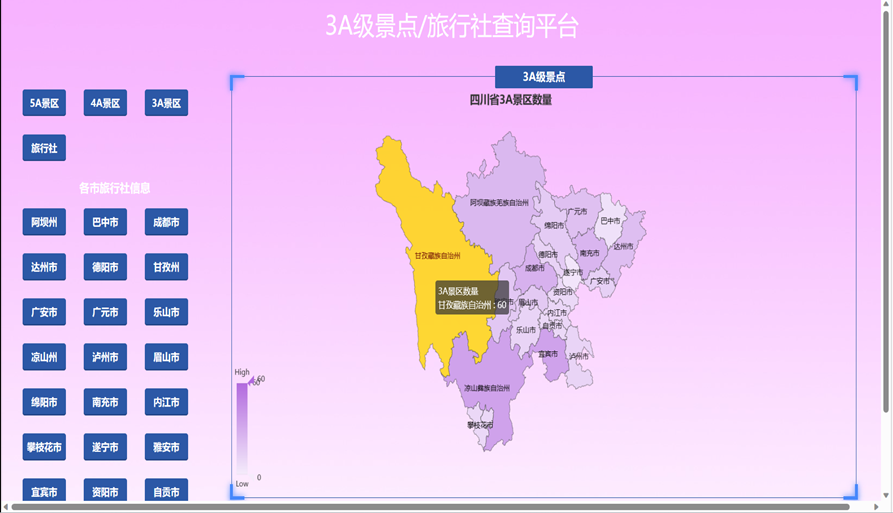 3A级景点/旅行社查询平台
3A级景点
四川省3A景区数量
5A景区 4A景区 3A景区
旅行社
各市旅行社信息
阿坝州 巴中市 成都市
达州市 德阳市 甘孜州
广安市 广元市 乐山市
凉山州 泸州市 眉山市
绵阳市 南充市 内江市
攀枝花市 遂宁市 雅安市
宜宾市 资阳市 自贡市
阿坝藏族羌族自治州
广元市
巴中市
绵阳市
达州市
甘孜藏族自治州
德阳市
南充市
成都市
遂宁市
广安市
资阳市
3A景区数量
甘孜藏族自治州 : 60
眉山市
内江市
自贡市
乐山市
宜宾市
泸州市
凉山彝族自治州
攀枝花市
High
60
60
0
Low